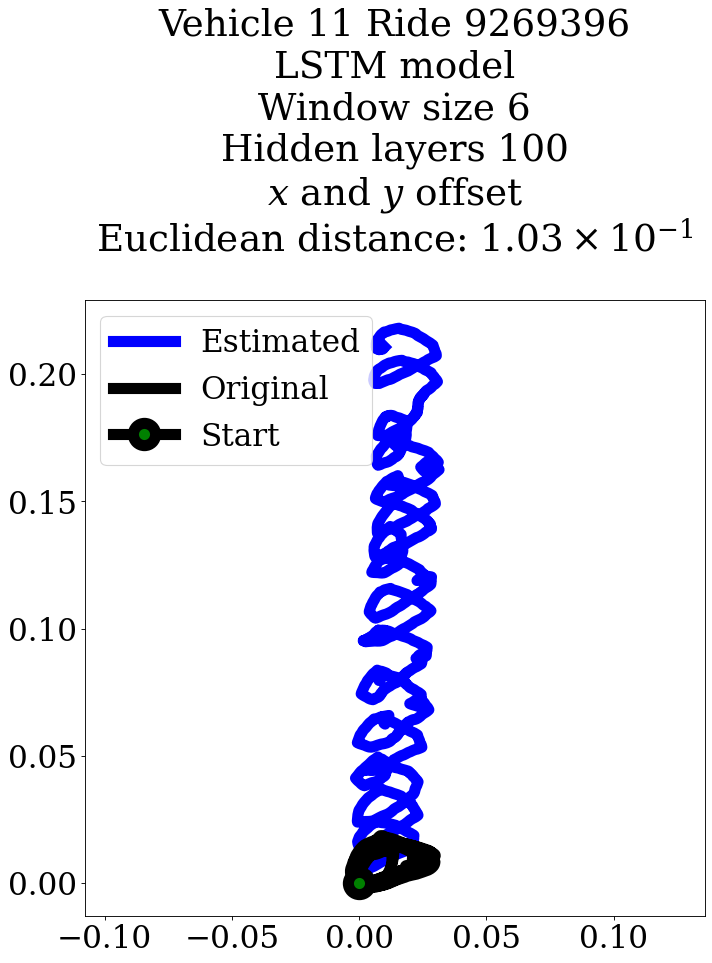 Vehicle 11 Ride 9269396
LSTM model
Window size 6
Hidden layers 100
x and y offset
Euclidean distance: 1.03 × 10⁻¹
Estimated
Original
Start
0.20
0.15
0.10
0.05
0.00
−0.10 −0.05 0.00 0.05 0.10